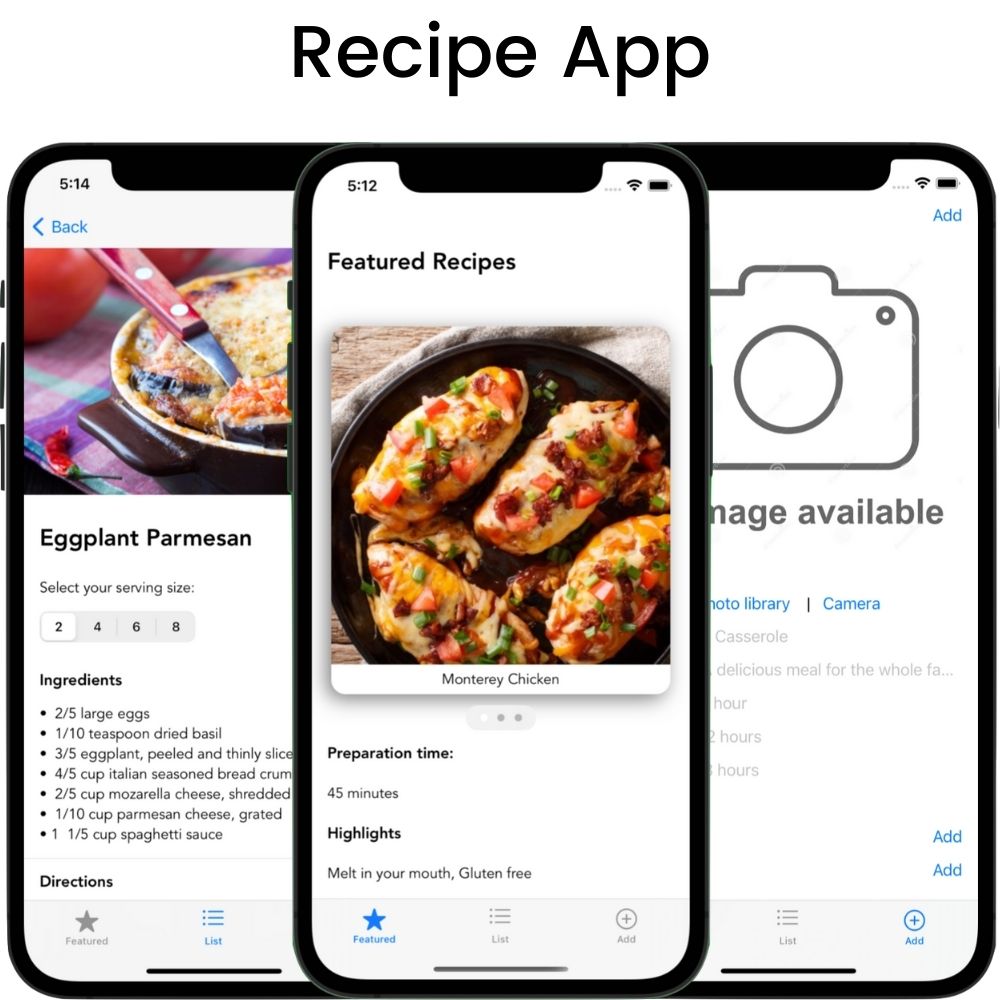 Recipe App
5:14
Back
Eggplant Parmesan
Select your serving size:
2 4 6 8
Ingredients
• 2/5 large eggs
• 1/10 teaspoon dried basil
• 3/5 eggplant, peeled and thinly slice
• 4/5 cup italian seasoned bread crum
• 2/5 cup mozarella cheese, shredded
• 1/10 cup parmesan cheese, grated
• 1 1/5 cup spaghetti sauce
Directions
Featured List
5:12
Featured Recipes
Monterey Chicken
Preparation time:
45 minutes
Highlights
Melt in your mouth, Gluten free
Featured List Add
Add
mage available
hoto library | Camera
Casserole
delicious meal for the whole fa...
hour
2 hours
3 hours
Add
Add
List Add